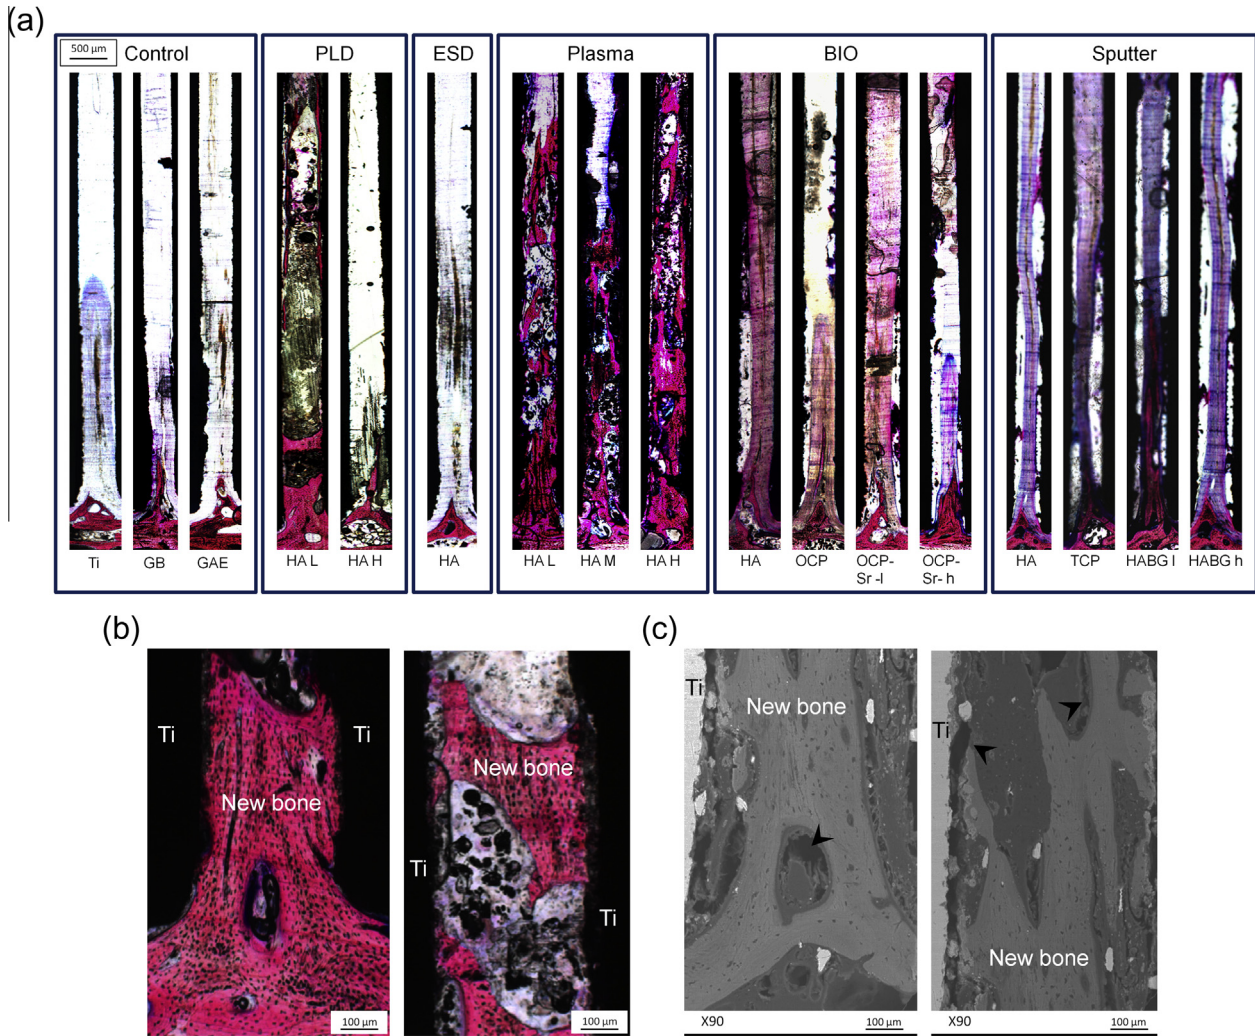 (a)
500 µm
Control
PLD
ESD
Plasma
BIO
Sputter
Ti
GB
GAE
HA L
HA H
HA
HA L
HA M
HA H
HA
OCP
OCP-
Sr -l
OCP-
Sr- h
HA
TCP
HABG l
HABG h
(b)
(c)
Ti
Ti
New bone
100 µm
New bone
Ti
Ti
100 µm
Ti
New bone
X90
100 µm
Ti
New bone
X90
100 µm